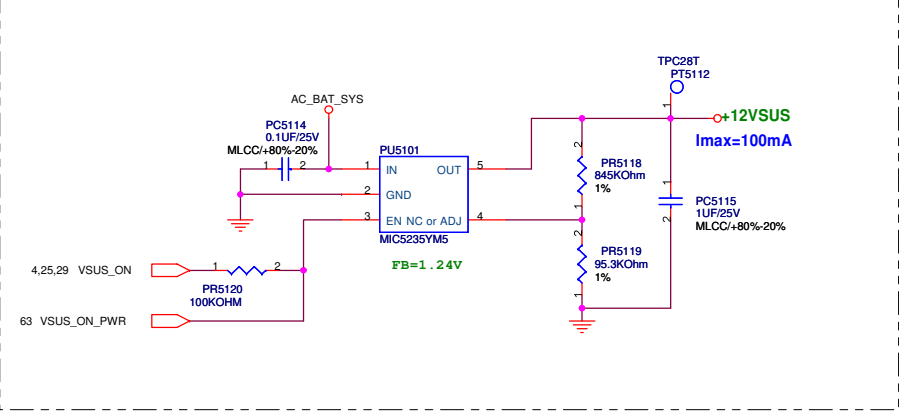 TPC28T
PT5112
1
+12VSUS
Imax=100mA
AC_BAT_SYS
PC5114
0.1UF/25V
MLCC/+80%-20%
1 2
PU5101
1 IN OUT 5
2 GND
3 EN NC or ADJ 4
MIC5235YM5
FB=1.24V
2
PR5118
845KOhm
1%
1
1
PC5115
1UF/25V
MLCC/+80%-20%
2
2
PR5119
95.3KOhm
1%
1
4,25,29 VSUS_ON
1 2
PR5120
100KOHM
63 VSUS_ON_PWR